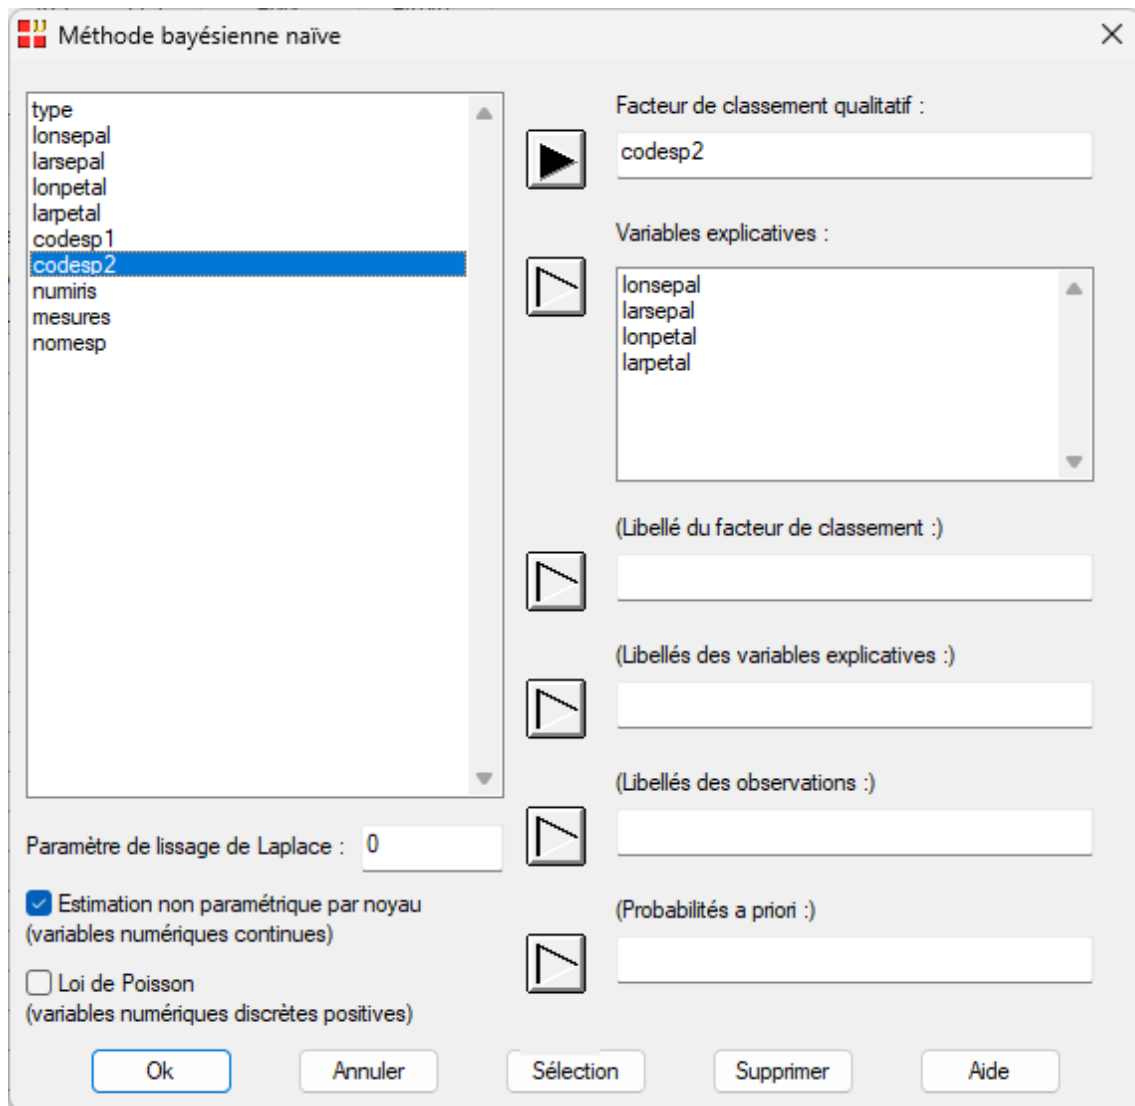 Méthode bayésienne naïve
type
lonsepal
larsepal
lonpetal
larpetal
codesp1
codesp2
numiris
mesures
nomesp
Facteur de classement qualitatif :
codesp2
Variables explicatives :
lonsepal
larsepal
lonpetal
larpetal
(Libellé du facteur de classement :)
(Libellés des variables explicatives :)
(Libellés des observations :)
(Probabilités a priori :)
Paramètre de lissage de Laplace : 0
Estimation non paramétrique par noyau
(variables numériques continues)
Loi de Poisson
(variables numériques discrètes positives)
Ok Annuler Sélection Supprimer Aide